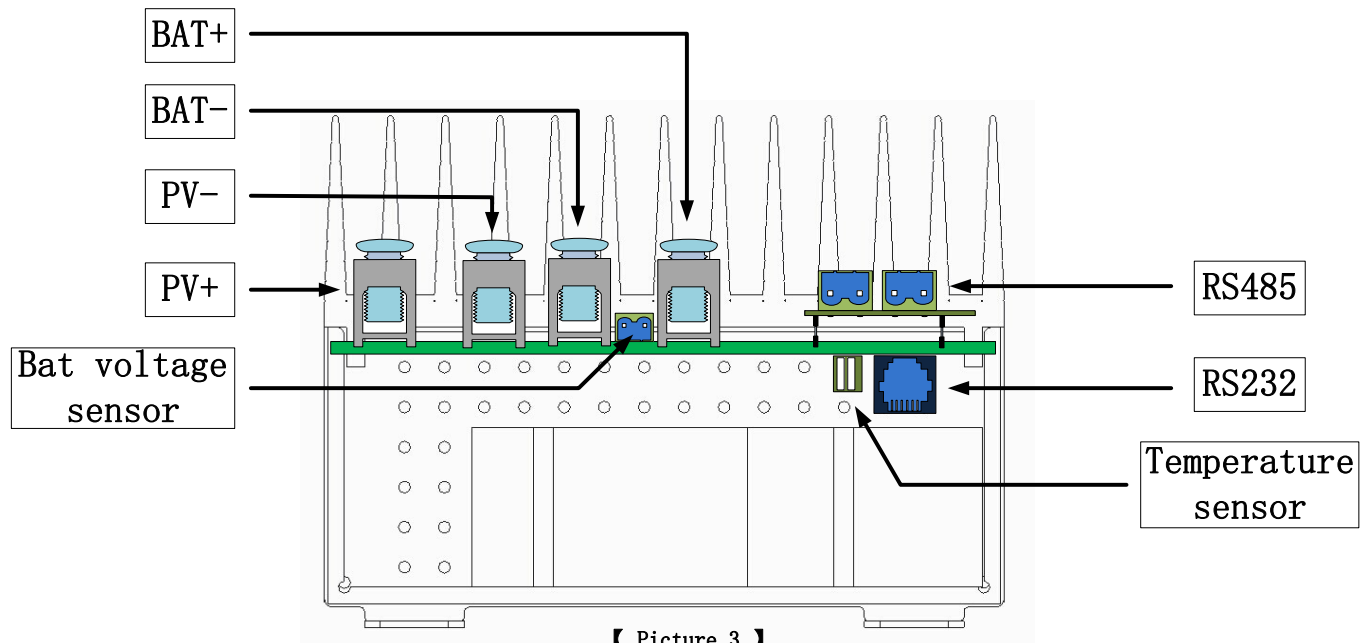 BAT+
BAT-
PV-
PV+
Bat voltage
sensor
RS485
RS232
Temperature
sensor
【 Picture 3 】